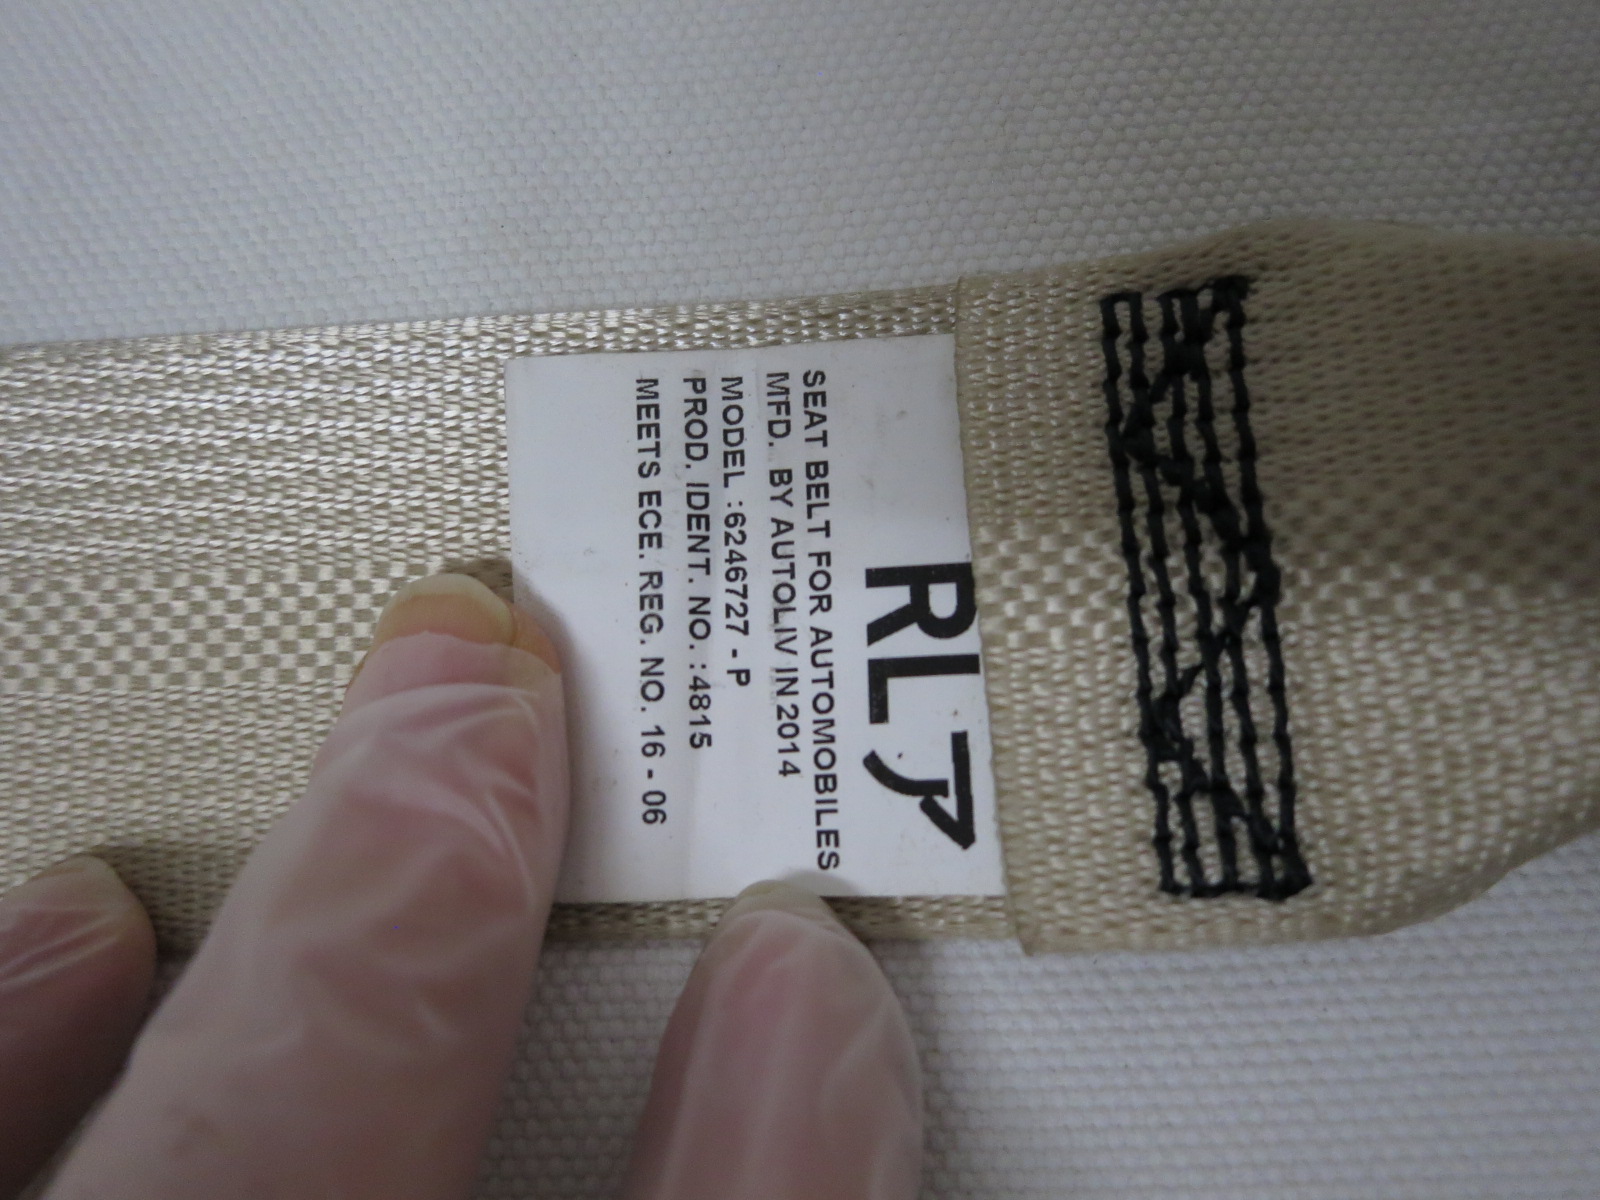 RLア
SEAT BELT FOR AUTOMOBILES
MFD. BY AUTOLIV IN 2014
MODEL :6246727 - P
PROD. IDENT. NO. :4815
MEETS ECE. REG. NO. 16 - 06